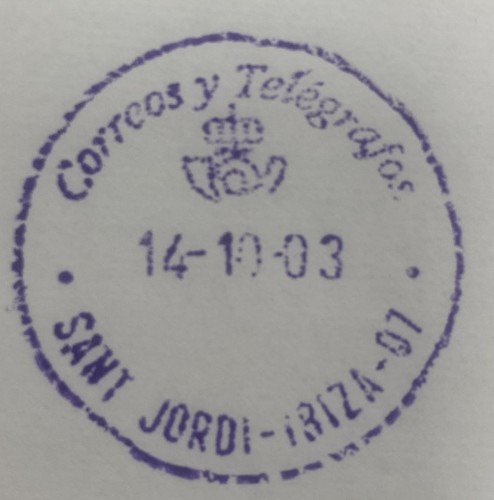 Correos y Telégrafos
14-10-03
SANT JORDI-IBIZA-07